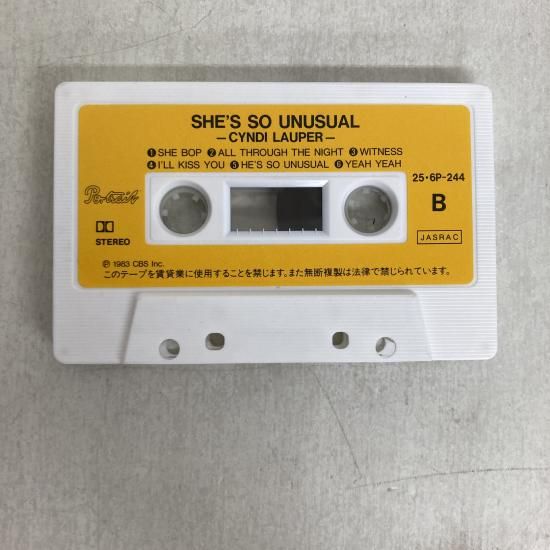 SHE'S SO UNUSUAL
—CYNDI LAUPER—
❶SHE BOP ❷ALL THROUGH THE NIGHT ❸WITNESS
❹I'LL KISS YOU ❺HE'S SO UNUSUAL ❻YEAH YEAH
25・6P-244
Portrait
B
STEREO
JASRAC
Ⓟ 1983 CBS Inc.
このテープを賃貸業に使用することを禁じます。また無断複製は法律で禁じられています。